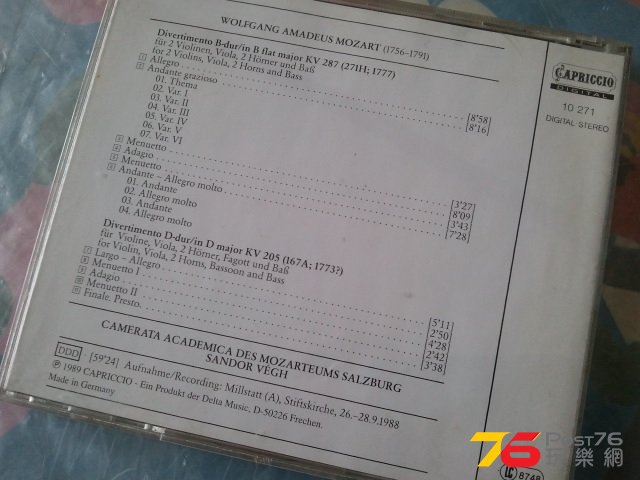 WOLFGANG AMADEUS MOZART (1756–1791)
Divertimento B-dur/in B flat major KV 287 (271H; 1777)
für 2 Violinen, Viola, 2 Hörner und Baß
for 2 Violins, Viola, 2 Horns and Bass
1 Allegro [8'58]
2 Andante grazioso [8'16]
01. Thema
02. Var. I
03. Var. II
04. Var. III
05. Var. IV
06. Var. V
07. Var. VI
3 Menuetto [3'27]
4 Adagio [8'09]
5 Menuetto [3'43]
6 Andante – Allegro molto [7'28]
01. Andante
02. Allegro molto
03. Andante
04. Allegro molto
Divertimento D-dur/in D major KV 205 (167A; 1773?)
für Violine, Viola, 2 Hörner, Fagott und Baß
for Violin, Viola, 2 Horns, Bassoon and Bass
7 Largo – Allegro [5'11]
8 Menuetto I [2'50]
9 Adagio [4'28]
10 Menuetto II [2'42]
11 Finale. Presto [3'38]
CAMERATA ACADEMICA DES MOZARTEUMS SALZBURG
SANDOR VEGH
DDD · [59'24] Aufnahme/Recording: Millstatt (A), Stiftskirche, 26.–28.9.1988
Ⓟ 1989 CAPRICCIO - Ein Produkt der Delta Music, D-50226 Frechen.
Made in Germany
CAPRICCIO
DIGITAL
10 271
DIGITAL STEREO
LC 8748
76 Post76
玩樂網